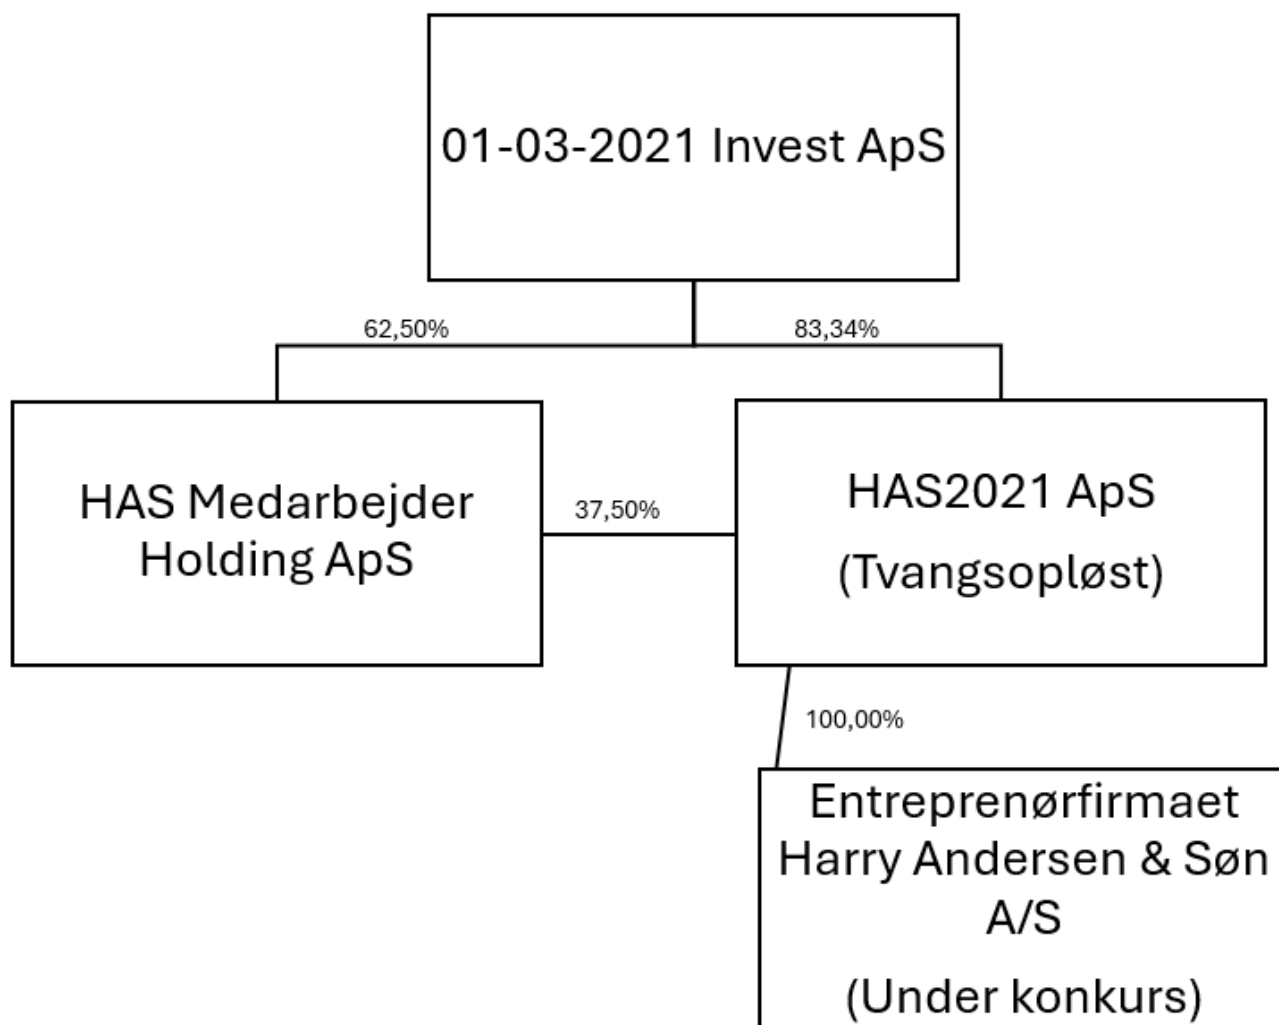 01-03-2021 Invest ApS
62,50%
83,34%
HAS Medarbejder
Holding ApS
37,50%
HAS2021 ApS
(Tvangsopløst)
100,00%
Entreprenørfirmaet
Harry Andersen & Søn
A/S
(Under konkurs)